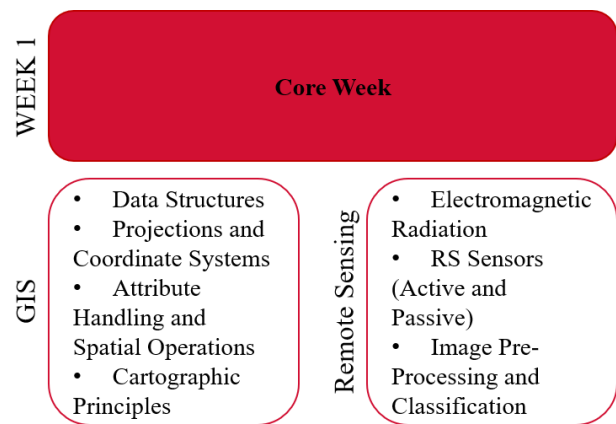 WEEK 1
Core Week
GIS
• Data Structures
• Projections and
Coordinate Systems
• Attribute
Handling and
Spatial Operations
• Cartographic
Principles
Remote Sensing
• Electromagnetic
Radiation
• RS Sensors
(Active and
Passive)
• Image Pre-
Processing and
Classification